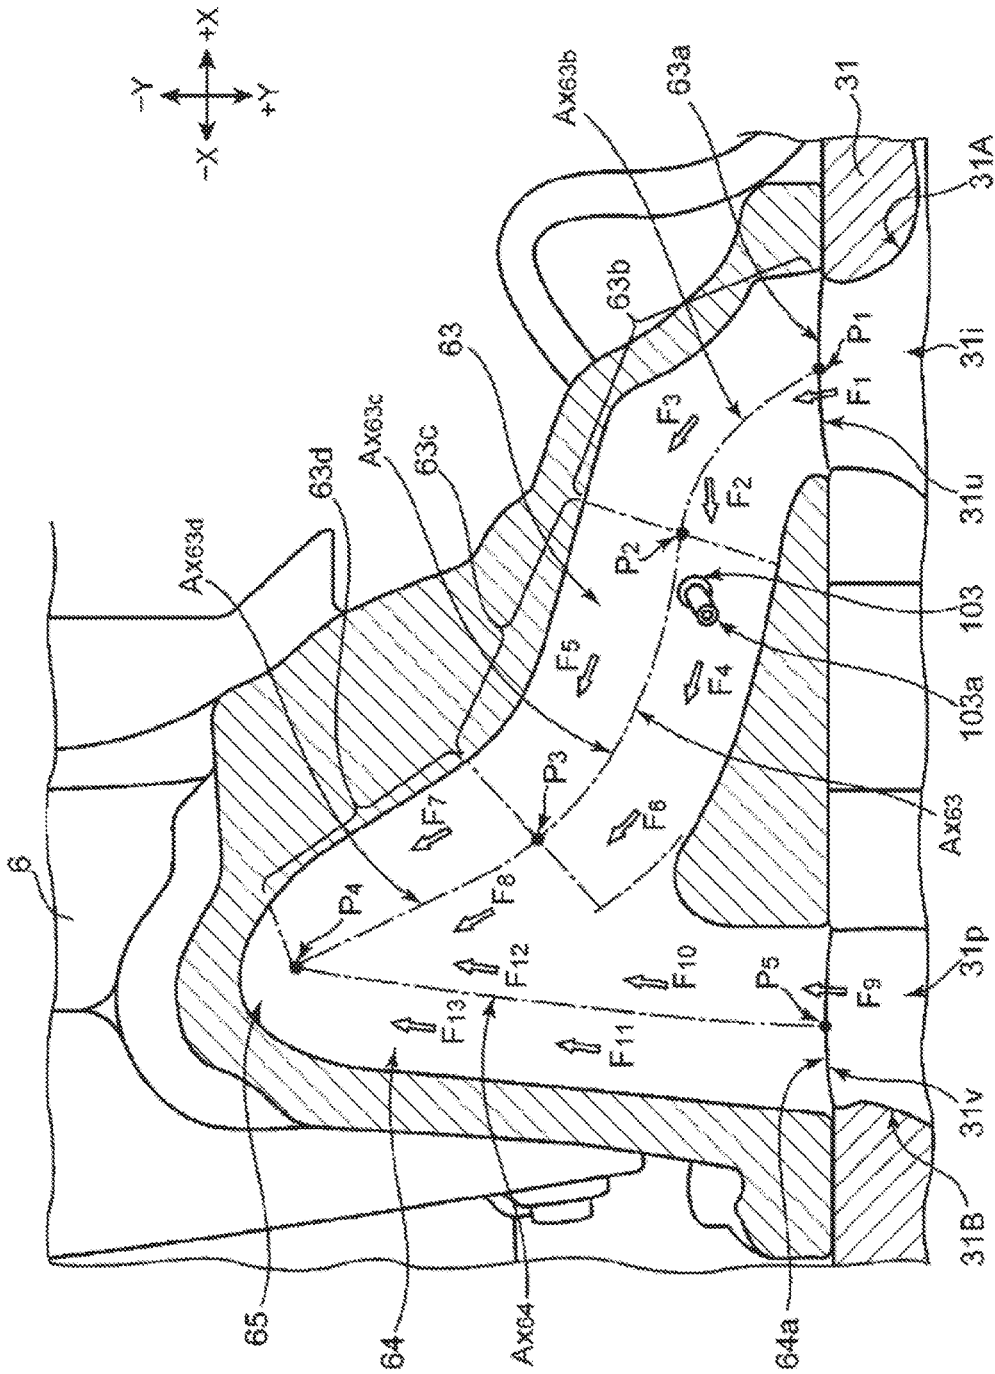 −Y
+X
−X
+Y
Ax63b
63a
31
31A
63b
63
Ax63c
63c
63d
Ax63d
F3
P1
F1
31i
31u
F2
P2
103
103a
F5
F4
P3
Ax63
F7
F6
6
P4
F8
F12
F10
P5
F9
31p
F13
F11
65
64
Ax64
64a
31v
31B